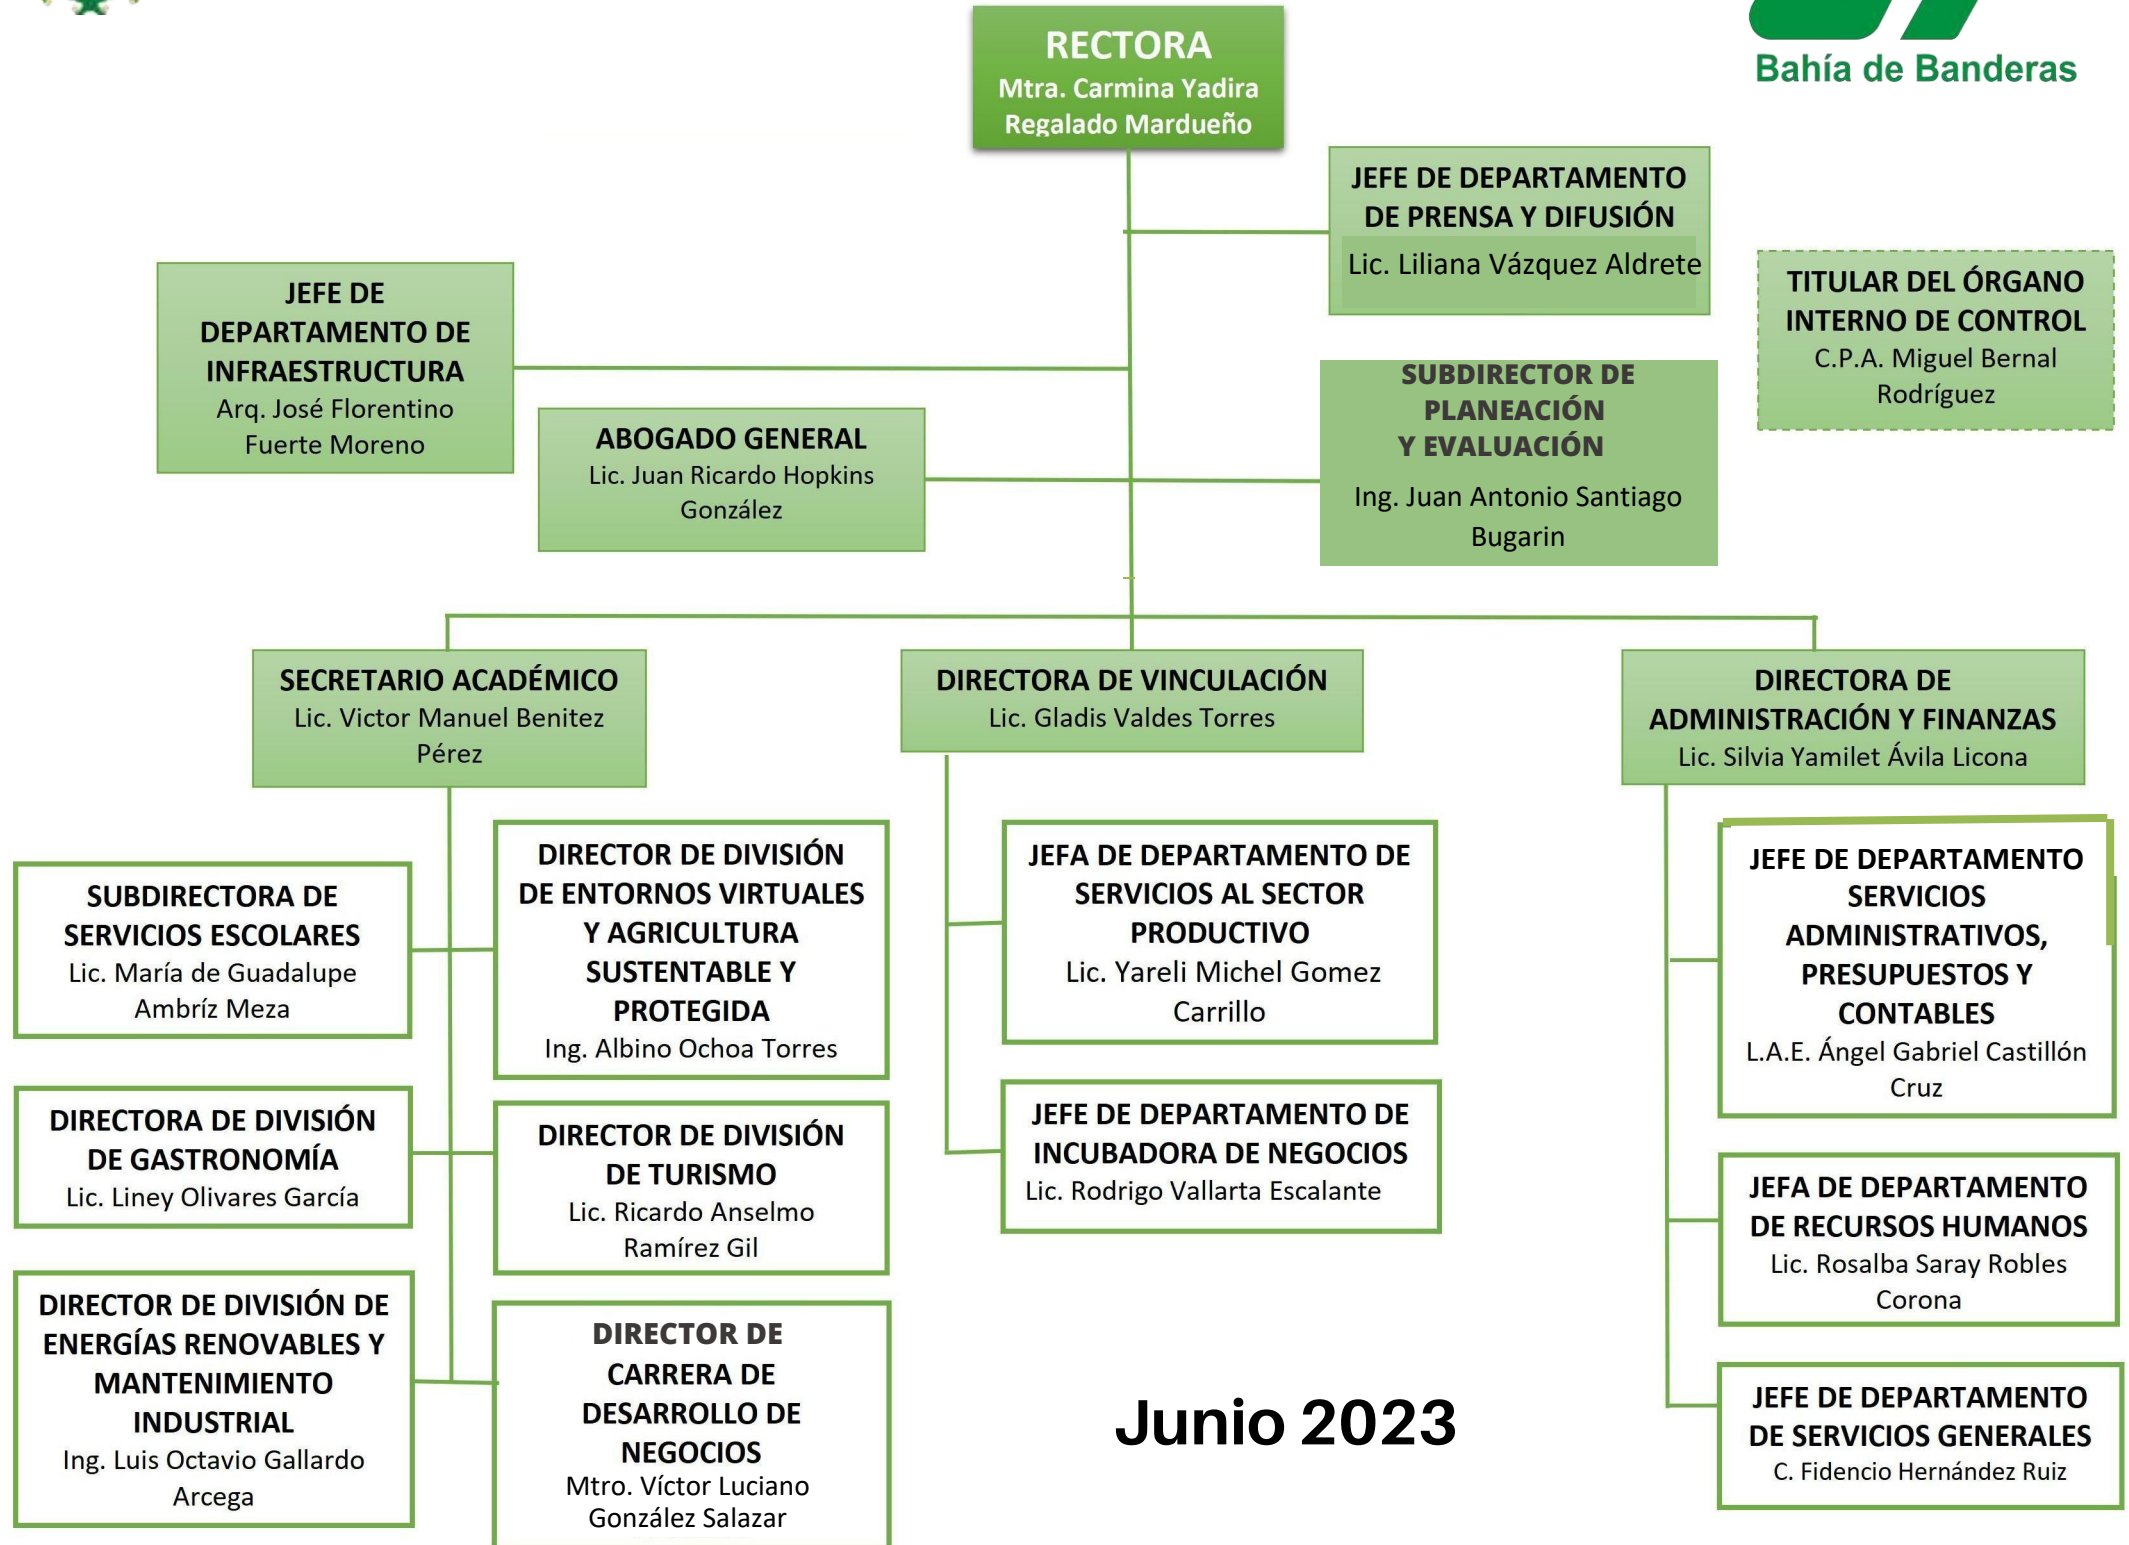 RECTORA
Mtra. Carmina Yadira
Regalado Mardueño
Bahía de Banderas
JEFE DE DEPARTAMENTO
DE PRENSA Y DIFUSIÓN
Lic. Liliana Vázquez Aldrete
TITULAR DEL ÓRGANO
INTERNO DE CONTROL
C.P.A. Miguel Bernal
Rodríguez
JEFE DE
DEPARTAMENTO DE
INFRAESTRUCTURA
Arq. José Florentino
Fuerte Moreno
ABOGADO GENERAL
Lic. Juan Ricardo Hopkins
González
SUBDIRECTOR DE
PLANEACIÓN
Y EVALUACIÓN
Ing. Juan Antonio Santiago
Bugarin
SECRETARIO ACADÉMICO
Lic. Victor Manuel Benitez
Pérez
DIRECTORA DE VINCULACIÓN
Lic. Gladis Valdes Torres
DIRECTORA DE
ADMINISTRACIÓN Y FINANZAS
Lic. Silvia Yamilet Ávila Licona
SUBDIRECTORA DE
SERVICIOS ESCOLARES
Lic. María de Guadalupe
Ambríz Meza
DIRECTOR DE DIVISIÓN
DE ENTORNOS VIRTUALES
Y AGRICULTURA
SUSTENTABLE Y
PROTEGIDA
Ing. Albino Ochoa Torres
DIRECTORA DE DIVISIÓN
DE GASTRONOMÍA
Lic. Liney Olivares García
DIRECTOR DE DIVISIÓN
DE TURISMO
Lic. Ricardo Anselmo
Ramírez Gil
DIRECTOR DE DIVISIÓN DE
ENERGÍAS RENOVABLES Y
MANTENIMIENTO
INDUSTRIAL
Ing. Luis Octavio Gallardo
Arcega
DIRECTOR DE
CARRERA DE
DESARROLLO DE
NEGOCIOS
Mtro. Víctor Luciano
González Salazar
JEFA DE DEPARTAMENTO DE
SERVICIOS AL SECTOR
PRODUCTIVO
Lic. Yareli Michel Gomez
Carrillo
JEFE DE DEPARTAMENTO DE
INCUBADORA DE NEGOCIOS
Lic. Rodrigo Vallarta Escalante
JEFE DE DEPARTAMENTO
SERVICIOS
ADMINISTRATIVOS,
PRESUPUESTOS Y
CONTABLES
L.A.E. Ángel Gabriel Castillón
Cruz
JEFA DE DEPARTAMENTO
DE RECURSOS HUMANOS
Lic. Rosalba Saray Robles
Corona
JEFE DE DEPARTAMENTO
DE SERVICIOS GENERALES
C. Fidencio Hernández Ruiz
Junio 2023